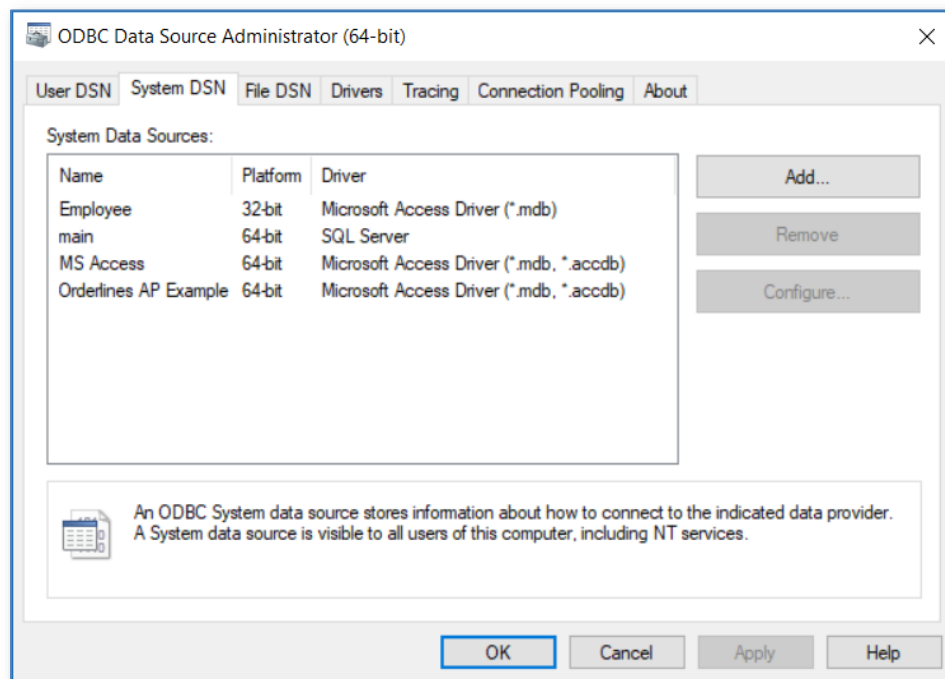 ODBC Data Source Administrator (64-bit)
User DSN System DSN File DSN Drivers Tracing Connection Pooling About
System Data Sources:
Name Platform Driver
Employee 32-bit Microsoft Access Driver (*.mdb)
main 64-bit SQL Server
MS Access 64-bit Microsoft Access Driver (*.mdb, *.accdb)
Orderlines AP Example 64-bit Microsoft Access Driver (*.mdb, *.accdb)
Add...
Remove
Configure...
An ODBC System data source stores information about how to connect to the indicated data provider.
A System data source is visible to all users of this computer, including NT services.
OK Cancel Apply Help